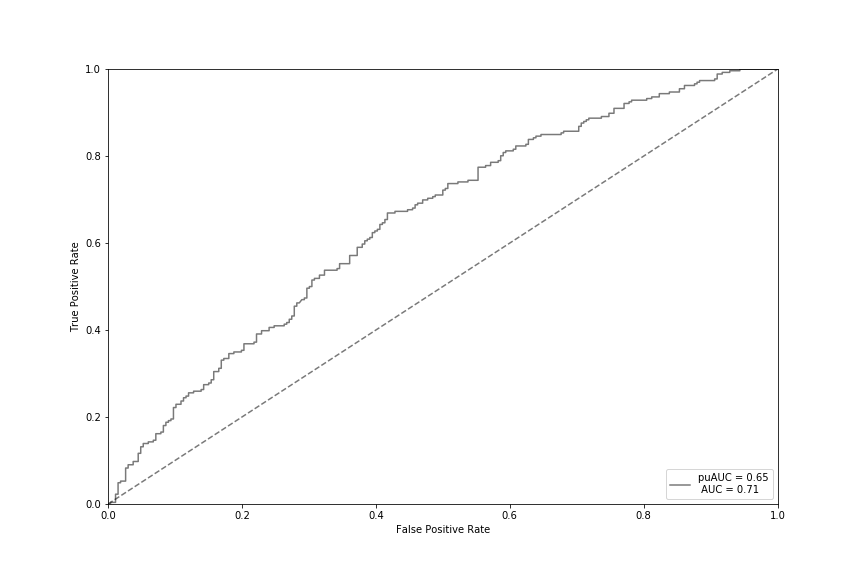 1.0
0.8
0.6
0.4
0.2
0.0
True Positive Rate
0.0 0.2 0.4 0.6 0.8 1.0
False Positive Rate
puAUC = 0.65
AUC = 0.71